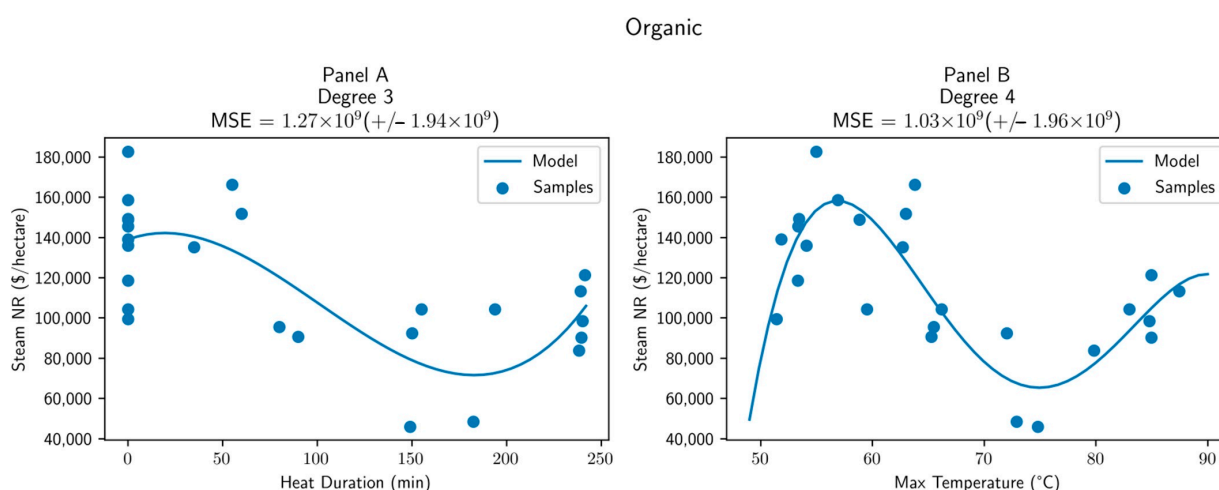 Organic
Panel A
Degree 3
MSE = 1.27×10⁹(+/− 1.94×10⁹)
180,000
160,000
140,000
120,000
100,000
80,000
60,000
40,000
Steam NR ($/hectare)
Model
Samples
0
50
100
150
200
250
Heat Duration (min)
Panel B
Degree 4
MSE = 1.03×10⁹(+/− 1.96×10⁹)
180,000
160,000
140,000
120,000
100,000
80,000
60,000
40,000
Steam NR ($/hectare)
Model
Samples
50
60
70
80
90
Max Temperature (°C)